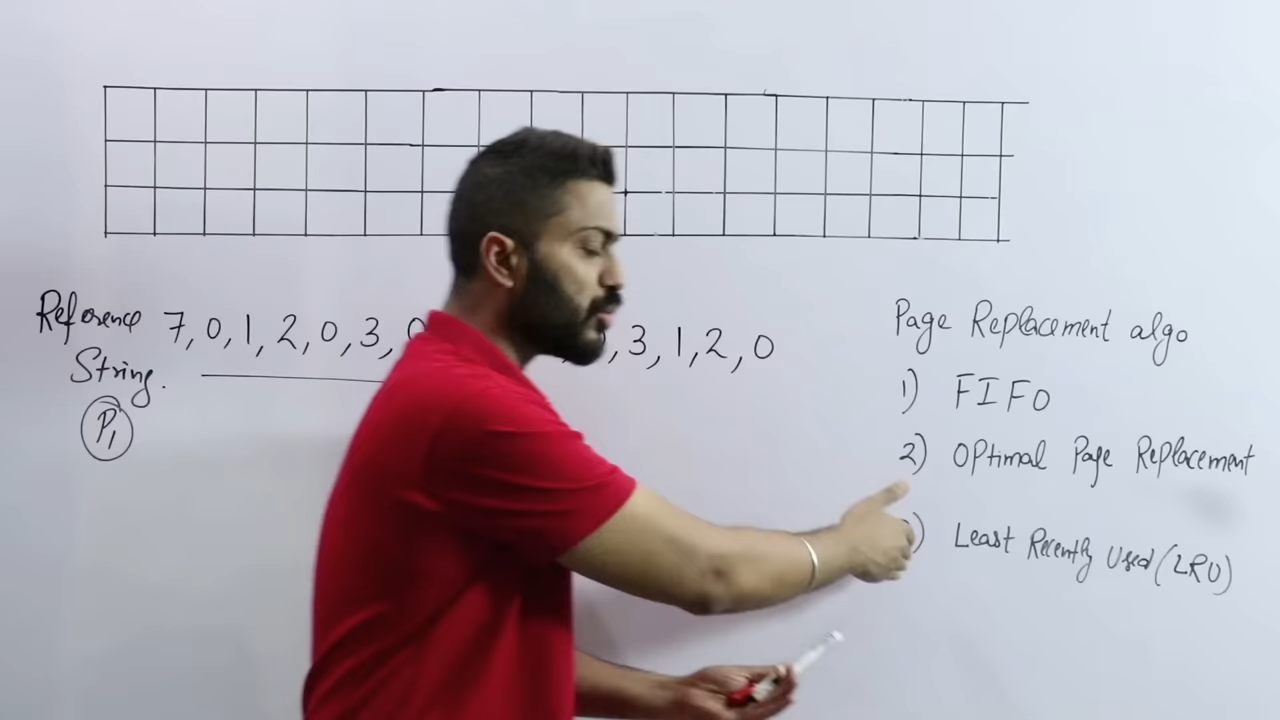 Reference 7, 0, 1, 2, 0, 3, 0 , 3, 1, 2, 0
String.
P1
Page Replacement algo
1) FIFO
2) Optimal Page Replacement
) Least Recently Used (LRU)